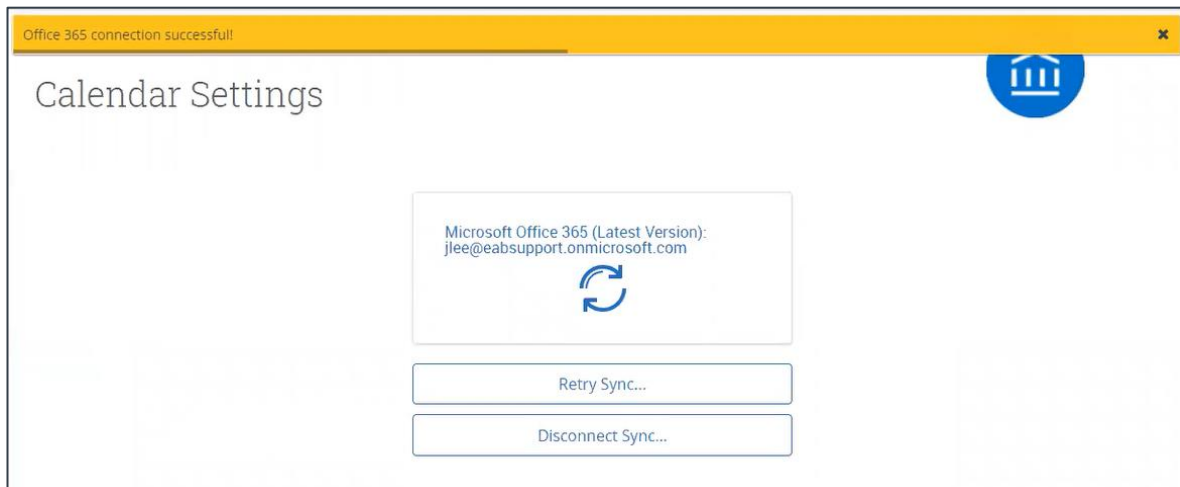 Office 365 connection successful!
Calendar Settings
Microsoft Office 365 (Latest Version):
jlee@eabsupport.onmicrosoft.com
Retry Sync...
Disconnect Sync...